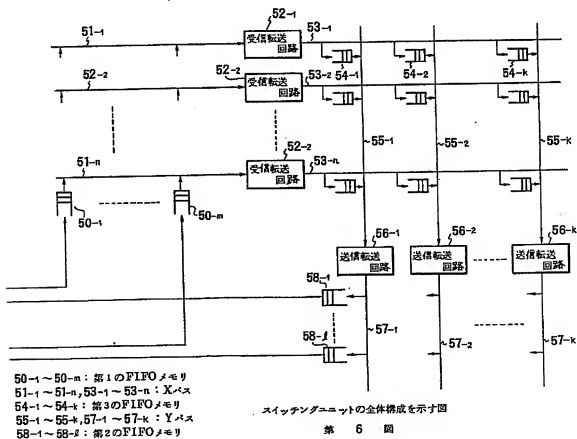 52-1
51-1
受信転送
回路
53-1
54-1
54-2
54-k
52-2
52-2
受信転送
回路
53-2
55-1
55-2
55-k
52-2
51-n
受信転送
回路
53-n
50-1
50-m
56-1
送信転送
回路
56-2
送信転送
回路
56-k
送信転送
回路
58-1
57-1
57-2
57-k
58-ℓ
50-1~50-m:第1のFIFOメモリ
51-1~51-n,53-1~53-n:Xバス
54-1~54-k:第3のFIFOメモリ
55-1~55-k,57-1~57-k:Yバス
58-1~58-ℓ:第2のFIFOメモリ
スイッチングユニットの全体構成を示す図
第 6 図